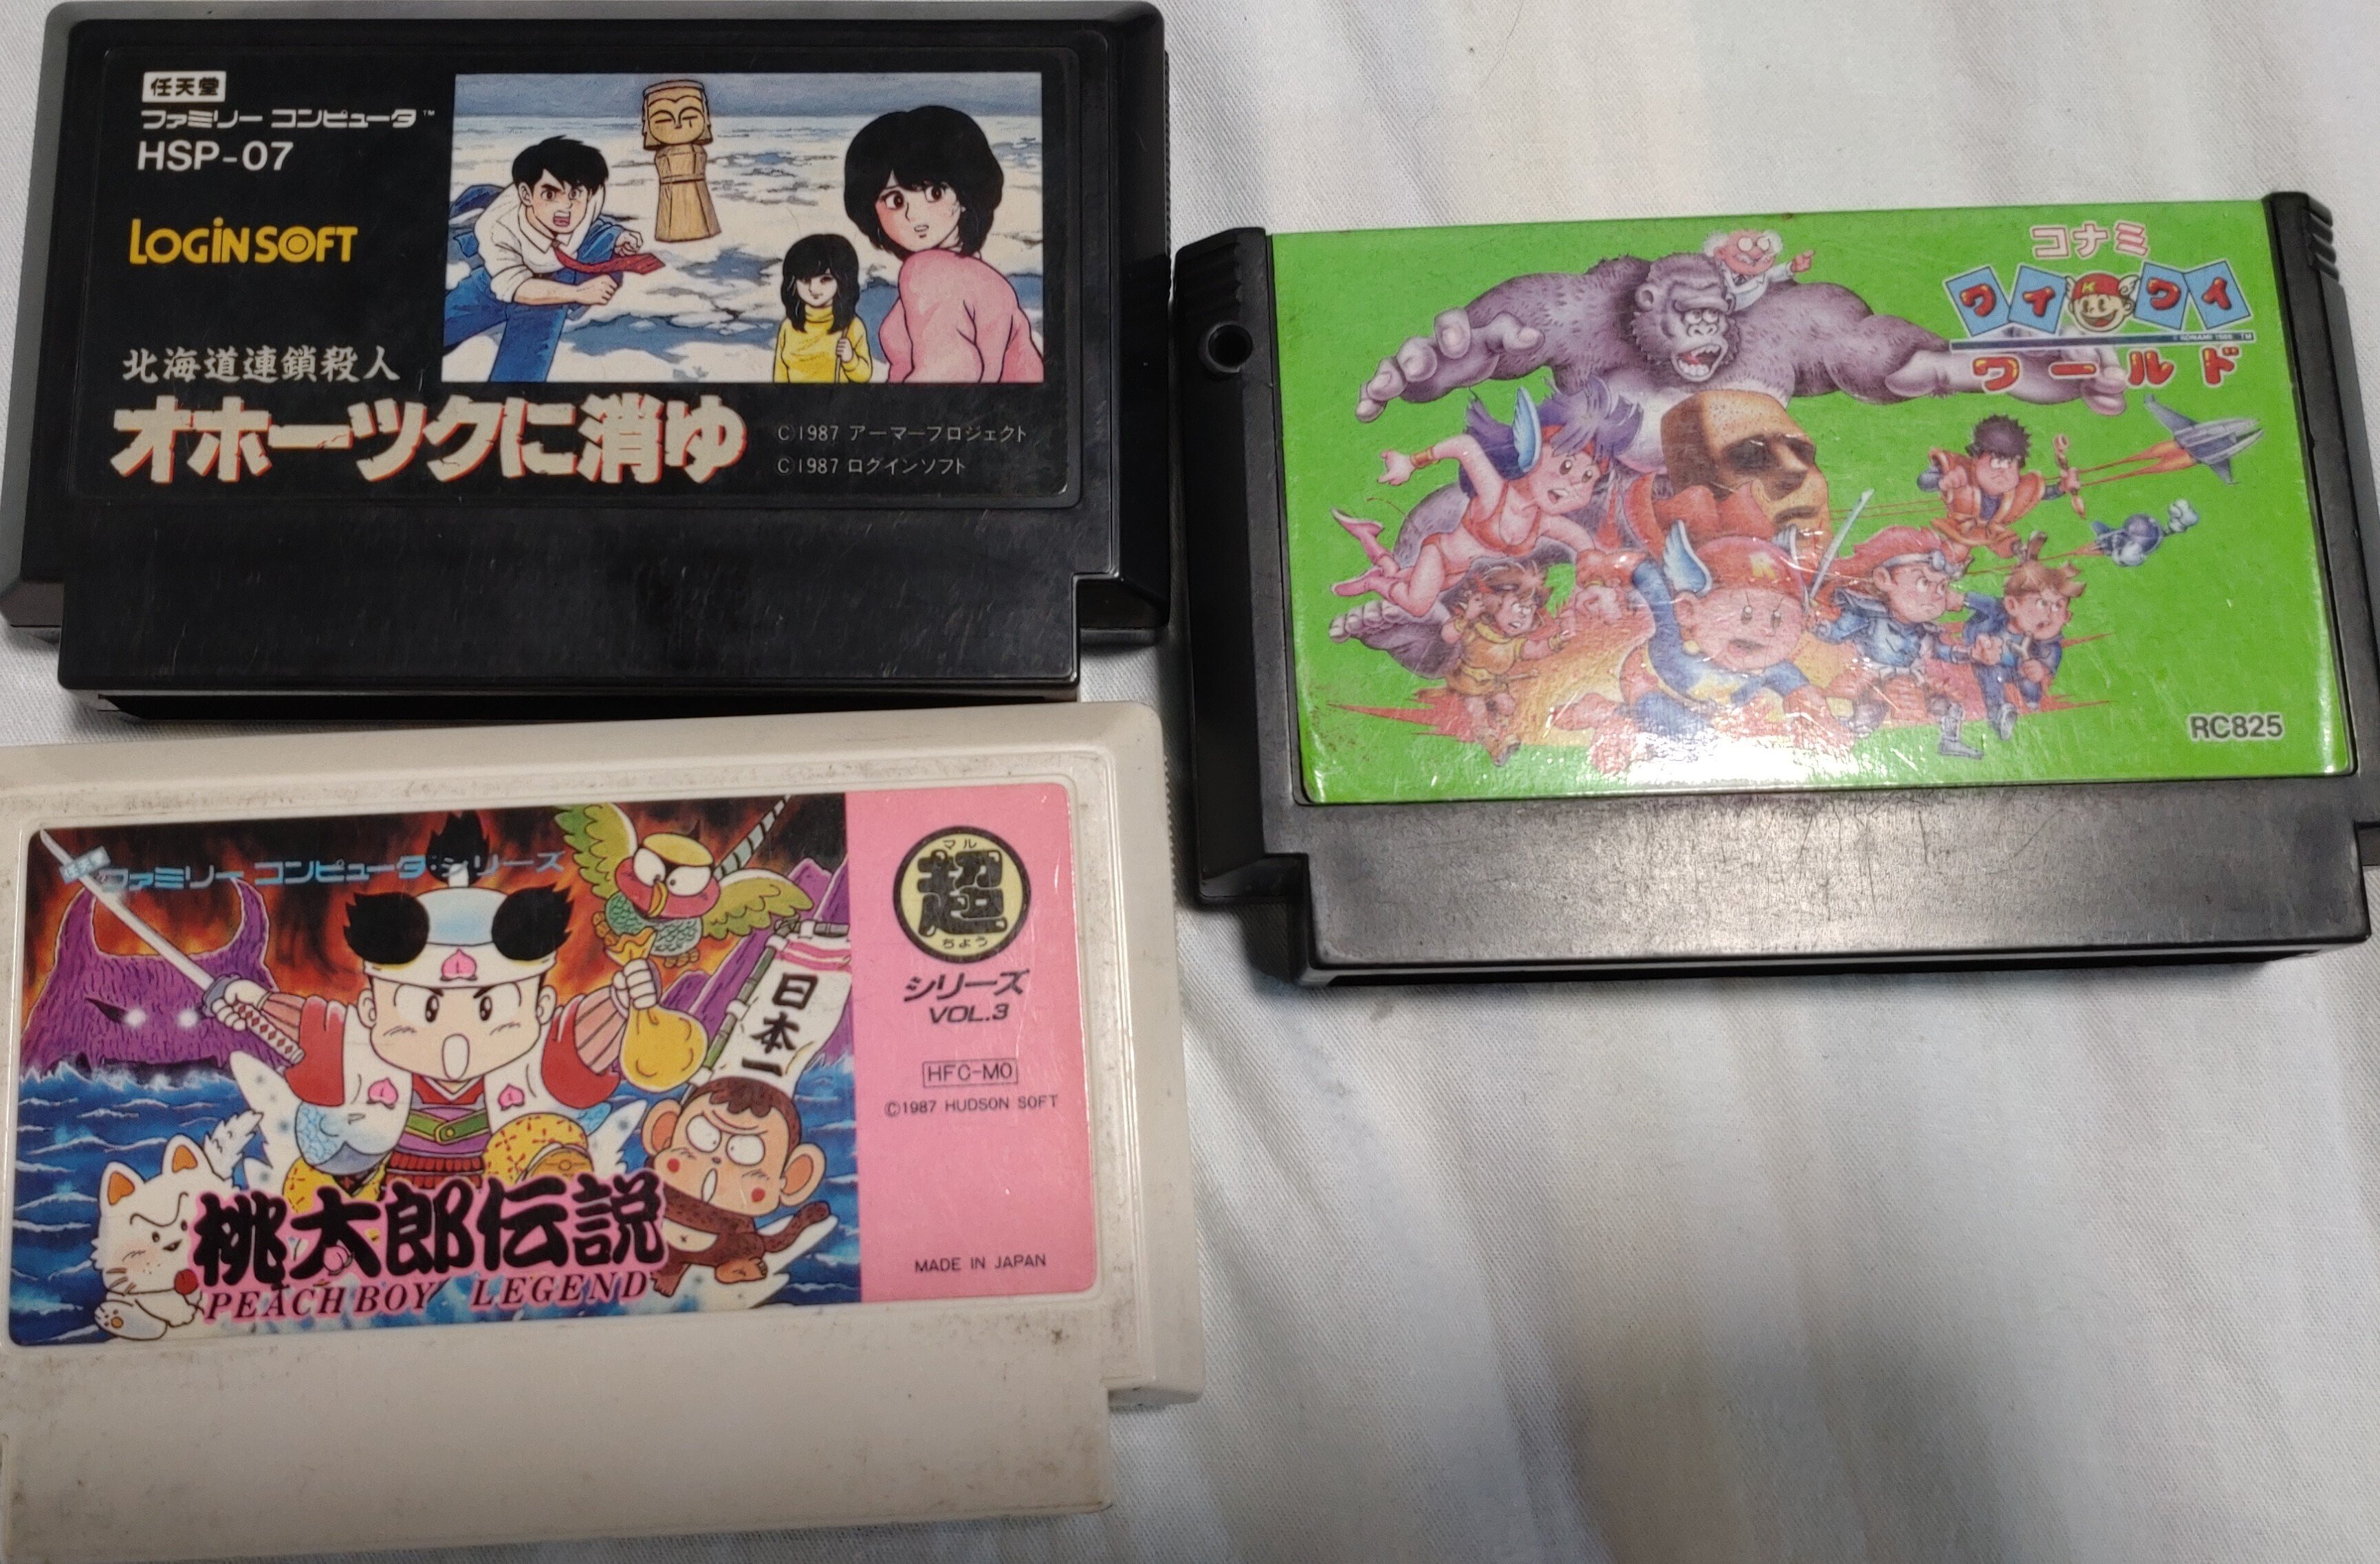 任天堂
ファミリー コンピュータ™
HSP-07
LOGiN SOFT
北海道連鎖殺人
オホーツクに消ゆ
©1987 アーマープロジェクト
©1987 ログインソフト
コナミ
ワイワイ
K
TM
ワールド
RC825
ファミリー コンピュータ・シリーズ
日本一
桃太郎伝説
PEACH BOY LEGEND
マル
超
ちょう
シリーズ
VOL.3
HFC-MO
©1987 HUDSON SOFT
MADE IN JAPAN